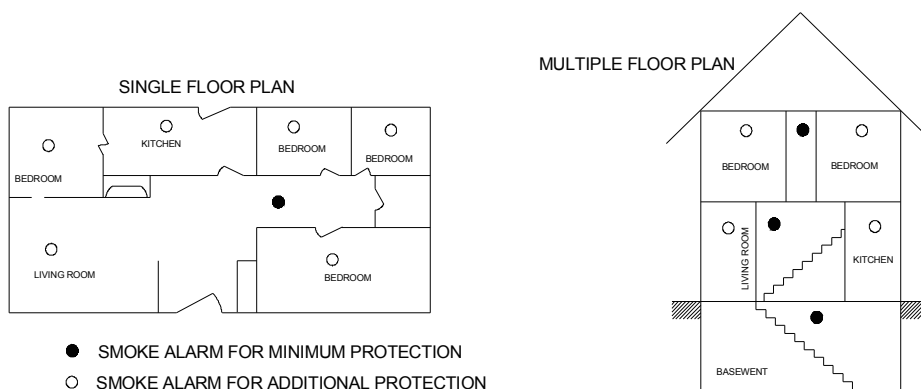 SINGLE FLOOR PLAN
BEDROOM
KITCHEN
BEDROOM
BEDROOM
LIVING ROOM
BEDROOM
MULTIPLE FLOOR PLAN
BEDROOM
BEDROOM
LIVING ROOM
KITCHEN
BASEWENT
SMOKE ALARM FOR MINIMUM PROTECTION
SMOKE ALARM FOR ADDITIONAL PROTECTION